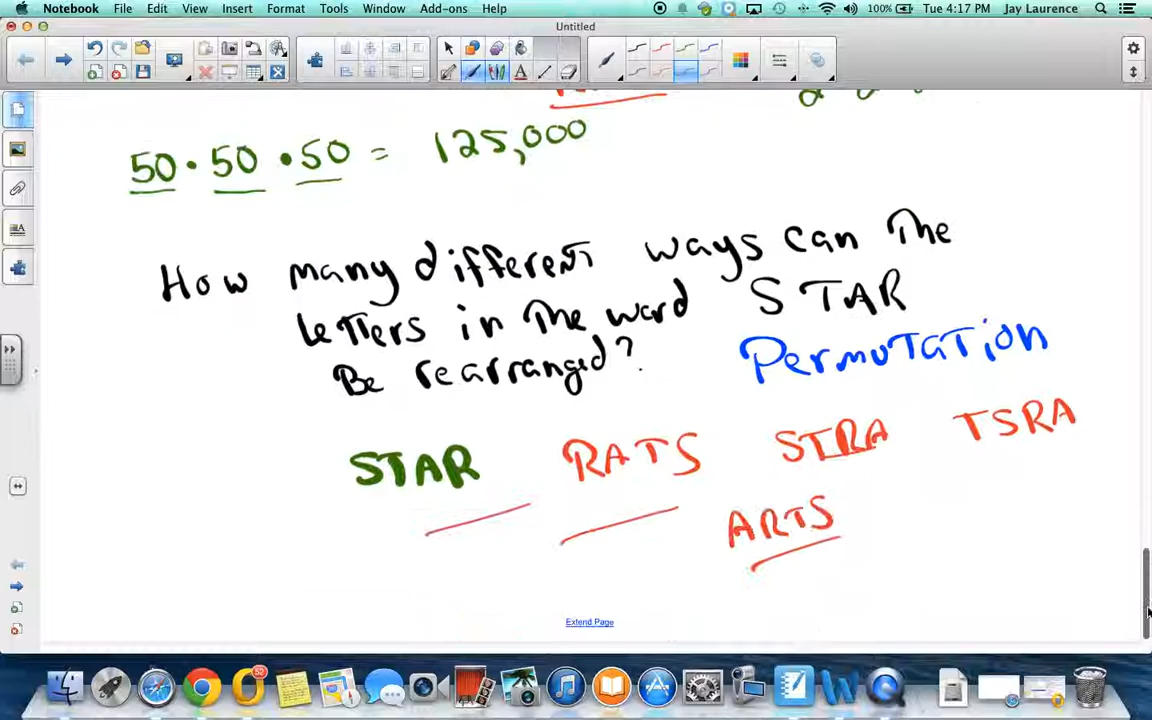 Notebook File Edit View Insert Format Tools Window Add-ons Help 100% Tue 4:17 PM Jay Laurence
Untitled
50 · 50 · 50 = 125,000
How many different ways can the
letters in the word STAR
Be rearranged?
Permutation
STAR RATS STRA TSRA
ARTS
Extend Page